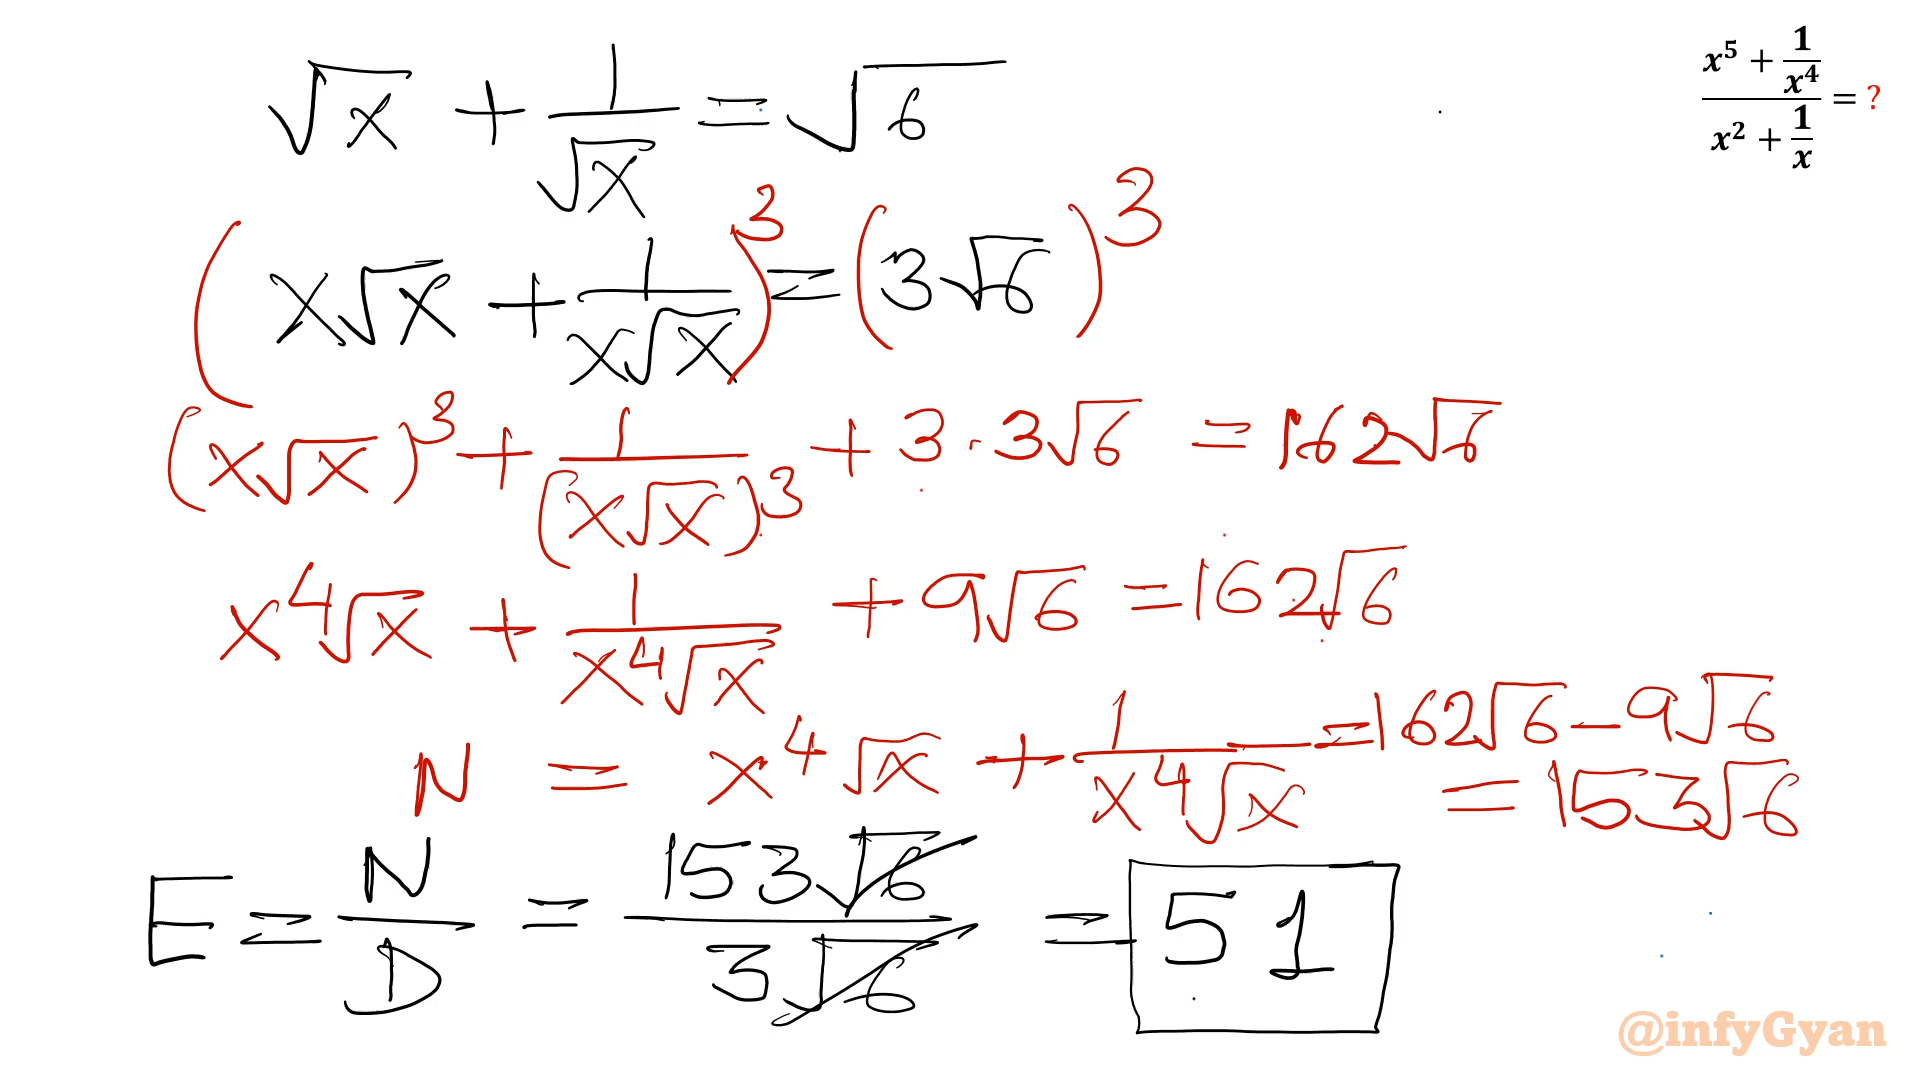 √x + 1/√x = √6
(x^5 + 1/x^4)/(x^2 + 1/x) = ?
(x√x + 1/(x√x))^3 = (3√6)^3
(x√x)^3 + 1/(x√x)^3 + 3·3√6 = 162√6
x^4√x + 1/(x^4√x) + 9√6 = 162√6
N = x^4√x + 1/(x^4√x) = 162√6 − 9√6
= 153√6
E = N/D = 153√6/3√6 = 51
@infyGyan